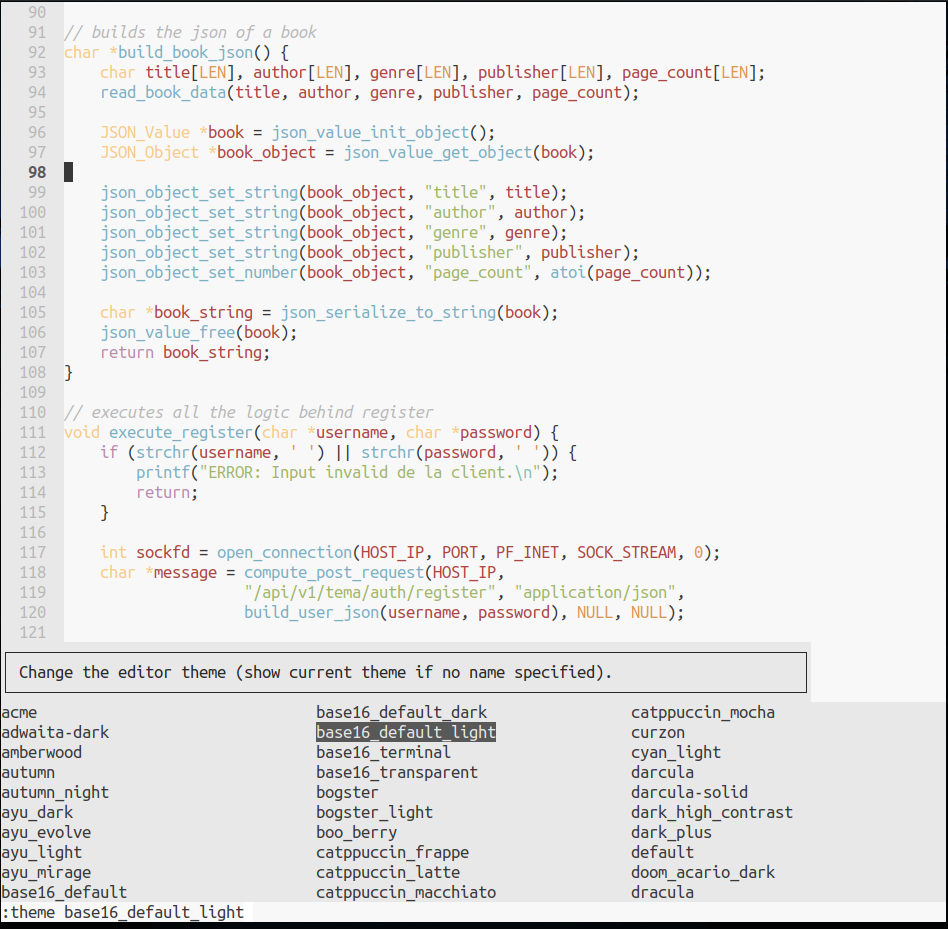 90
91 // builds the json of a book
92 char *build_book_json() {
93     char title[LEN], author[LEN], genre[LEN], publisher[LEN], page_count[LEN];
94     read_book_data(title, author, genre, publisher, page_count);
95
96     JSON_Value *book = json_value_init_object();
97     JSON_Object *book_object = json_value_get_object(book);
98
99     json_object_set_string(book_object, "title", title);
100     json_object_set_string(book_object, "author", author);
101     json_object_set_string(book_object, "genre", genre);
102     json_object_set_string(book_object, "publisher", publisher);
103     json_object_set_number(book_object, "page_count", atoi(page_count));
104
105     char *book_string = json_serialize_to_string(book);
106     json_value_free(book);
107     return book_string;
108 }
109
110 // executes all the logic behind register
111 void execute_register(char *username, char *password) {
112     if (strchr(username, ' ') || strchr(password, ' ')) {
113         printf("ERROR: Input invalid de la client.\n");
114         return;
115     }
116
117     int sockfd = open_connection(HOST_IP, PORT, PF_INET, SOCK_STREAM, 0);
118     char *message = compute_post_request(HOST_IP,
119                     "/api/v1/tema/auth/register", "application/json",
120                     build_user_json(username, password), NULL, NULL);
121
Change the editor theme (show current theme if no name specified).
acme base16_default_dark catppuccin_mocha
adwaita-dark base16_default_light curzon
amberwood base16_terminal cyan_light
autumn base16_transparent darcula
autumn_night bogster darcula-solid
ayu_dark bogster_light dark_high_contrast
ayu_evolve boo_berry dark_plus
ayu_light catppuccin_frappe default
ayu_mirage catppuccin_latte doom_acario_dark
base16_default catppuccin_macchiato dracula
:theme base16_default_light